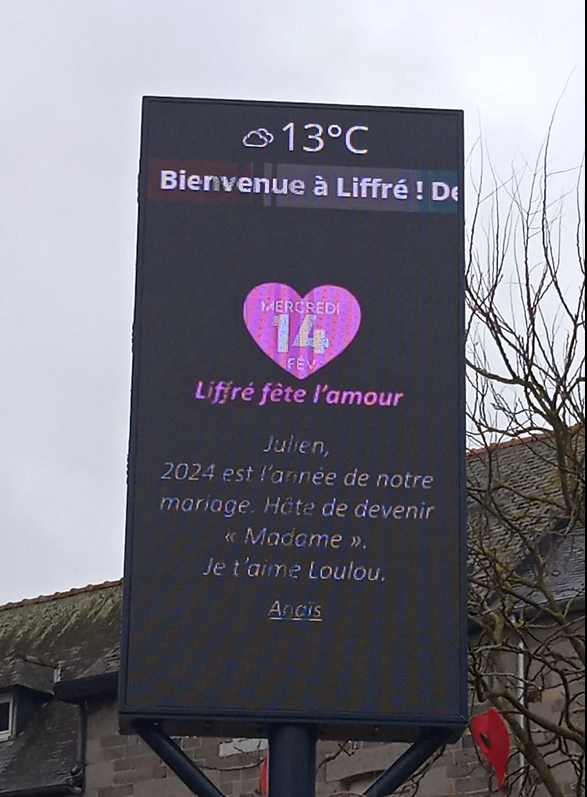 13°C
Bienvenue à Liffré ! De
MERCREDI
14
FÉV
Liffré fête l'amour
Julien,
2024 est l'année de notre
mariage. Hâte de devenir
« Madame ».
Je t'aime Loulou.
Anaïs